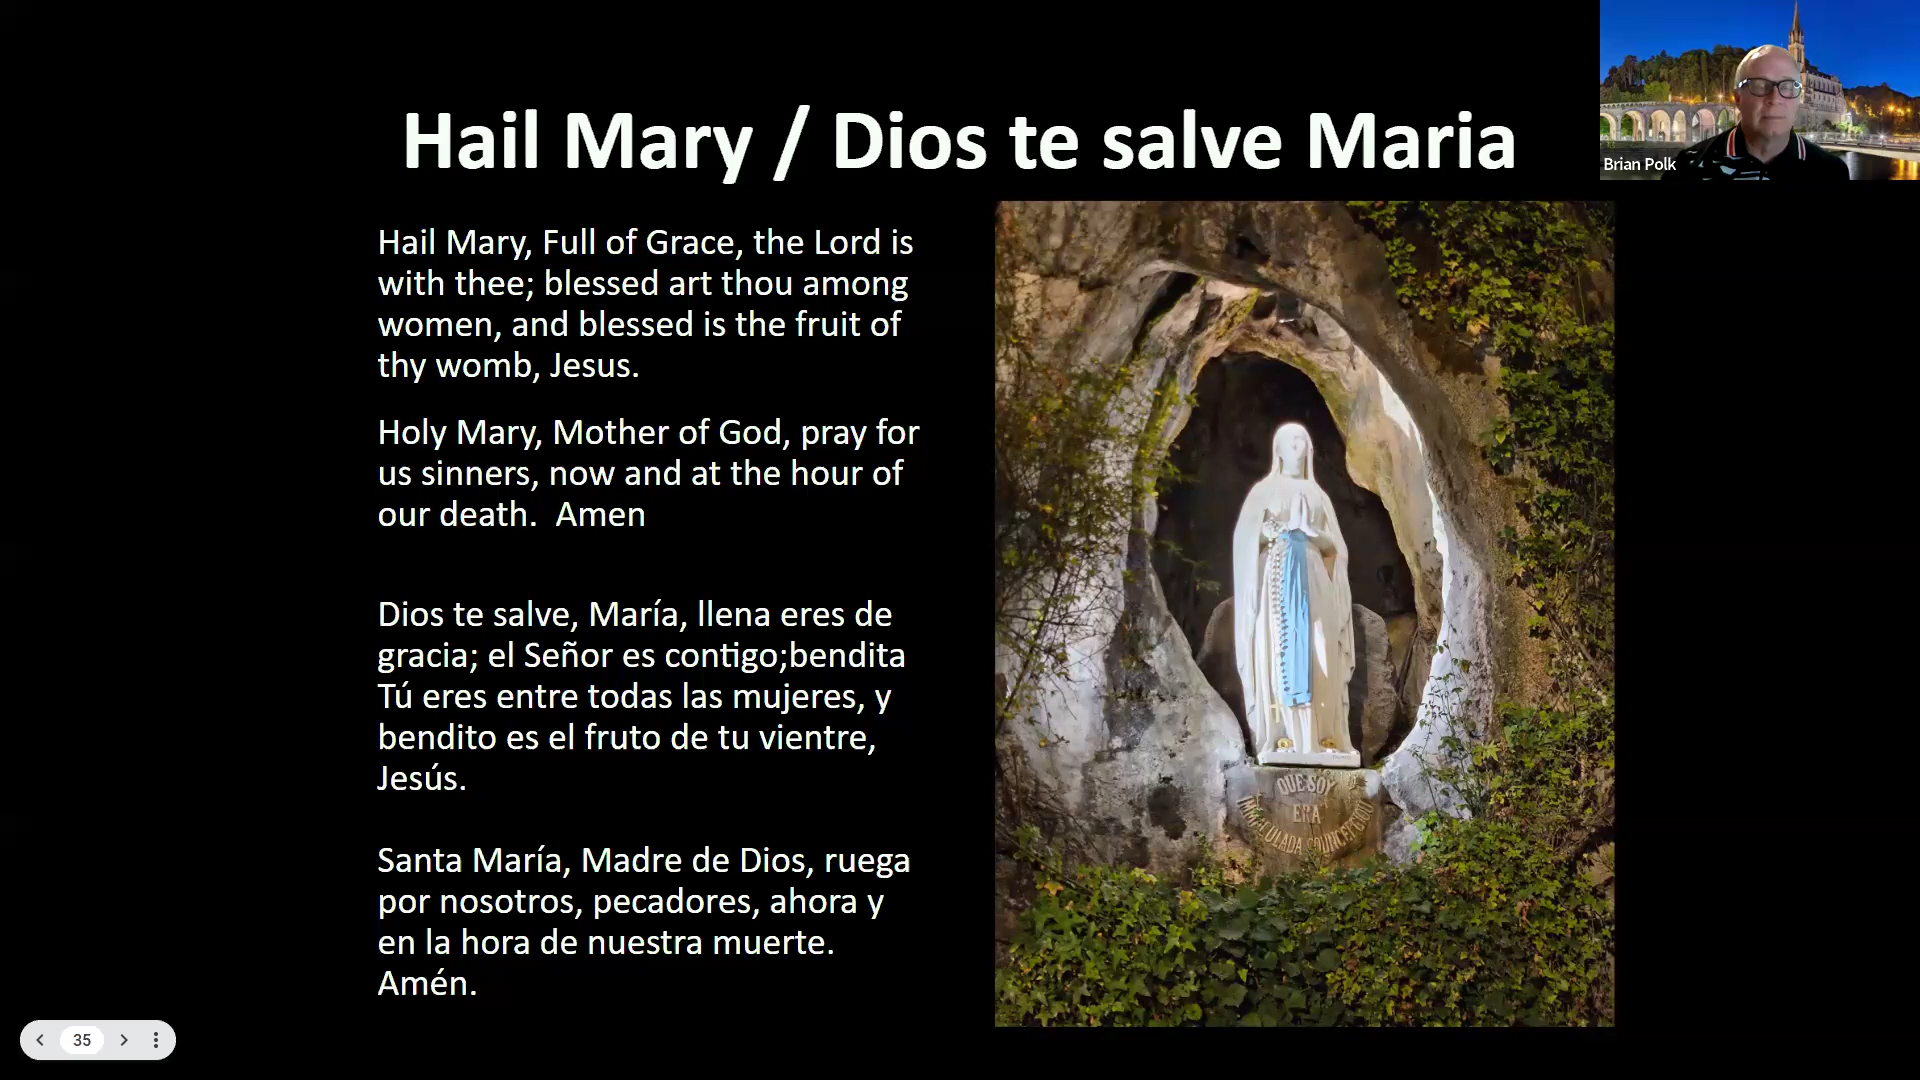 Hail Mary / Dios te salve Maria
Brian Polk
Hail Mary, Full of Grace, the Lord is
with thee; blessed art thou among
women, and blessed is the fruit of
thy womb, Jesus.
Holy Mary, Mother of God, pray for
us sinners, now and at the hour of
our death.  Amen
Dios te salve, María, llena eres de
gracia; el Señor es contigo;bendita
Tú eres entre todas las mujeres, y
bendito es el fruto de tu vientre,
Jesús.
Santa María, Madre de Dios, ruega
por nosotros, pecadores, ahora y
en la hora de nuestra muerte.
Amén.
QUE SOY
ERA
IMMACULADA COUNCEPCIOU
35